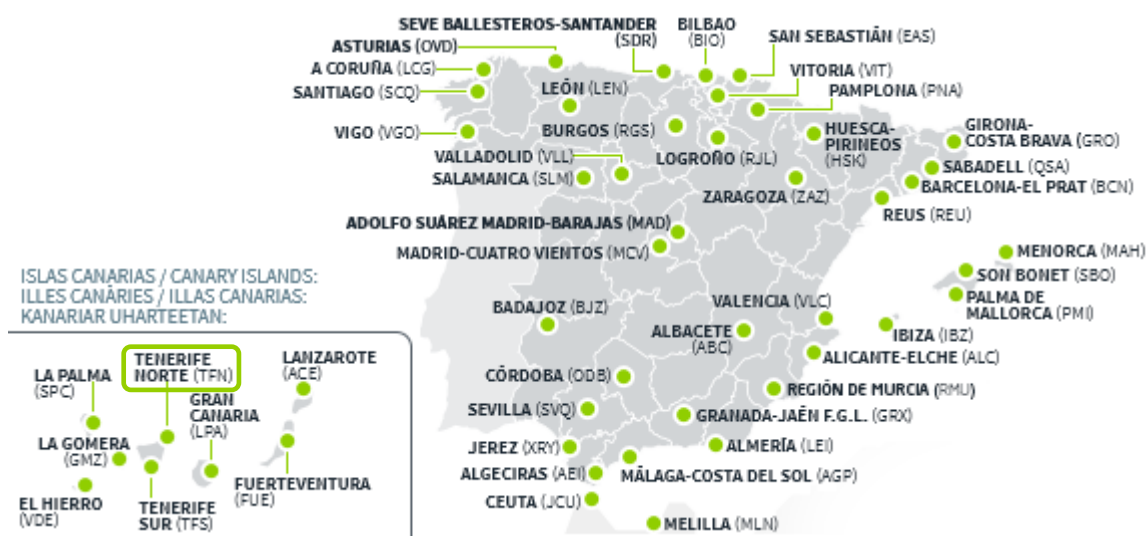 SEVE BALLESTEROS-SANTANDER
(SDR)
BILBAO
(BIO)
SAN SEBASTIÁN (EAS)
ASTURIAS (OVD)
A CORUÑA (LCG)
SANTIAGO (SCQ)
LEÓN (LEN)
VITORIA (VIT)
PAMPLONA (PNA)
VIGO (VGO)
BURGOS (RGS)
LOGROÑO (RJL)
HUESCA-
PIRINEOS
(HSK)
GIRONA-
COSTA BRAVA (GRO)
VALLADOLID (VLL)
SALAMANCA (SLM)
ZARAGOZA (ZAZ)
SABADELL (QSA)
BARCELONA-EL PRAT (BCN)
REUS (REU)
ADOLFO SUÁREZ MADRID-BARAJAS (MAD)
MADRID-CUATRO VIENTOS (MCV)
MENORCA (MAH)
SON BONET (SBO)
PALMA DE
MALLORCA (PMI)
IBIZA (IBZ)
BADAJOZ (BJZ)
VALENCIA (VLC)
ALBACETE
(ABC)
ALICANTE-ELCHE (ALC)
CÓRDOBA (ODB)
REGIÓN DE MURCIA (RMU)
SEVILLA (SVQ)
GRANADA-JAÉN F.G.L. (GRX)
JEREZ (XRY)
ALMERÍA (LEI)
ALGECIRAS (AEI)
MÁLAGA-COSTA DEL SOL (AGP)
CEUTA (JCU)
MELILLA (MLN)
ISLAS CANARIAS / CANARY ISLANDS:
ILLES CANÀRIES / ILLAS CANARIAS:
KANARIAR UHARTEETAN:
LA PALMA
(SPC)
TENERIFE
NORTE (TFN)
LANZAROTE
(ACE)
GRAN
CANARIA
(LPA)
LA GOMERA
(GMZ)
EL HIERRO
(VDE)
TENERIFE
SUR (TFS)
FUERTEVENTURA
(FUE)